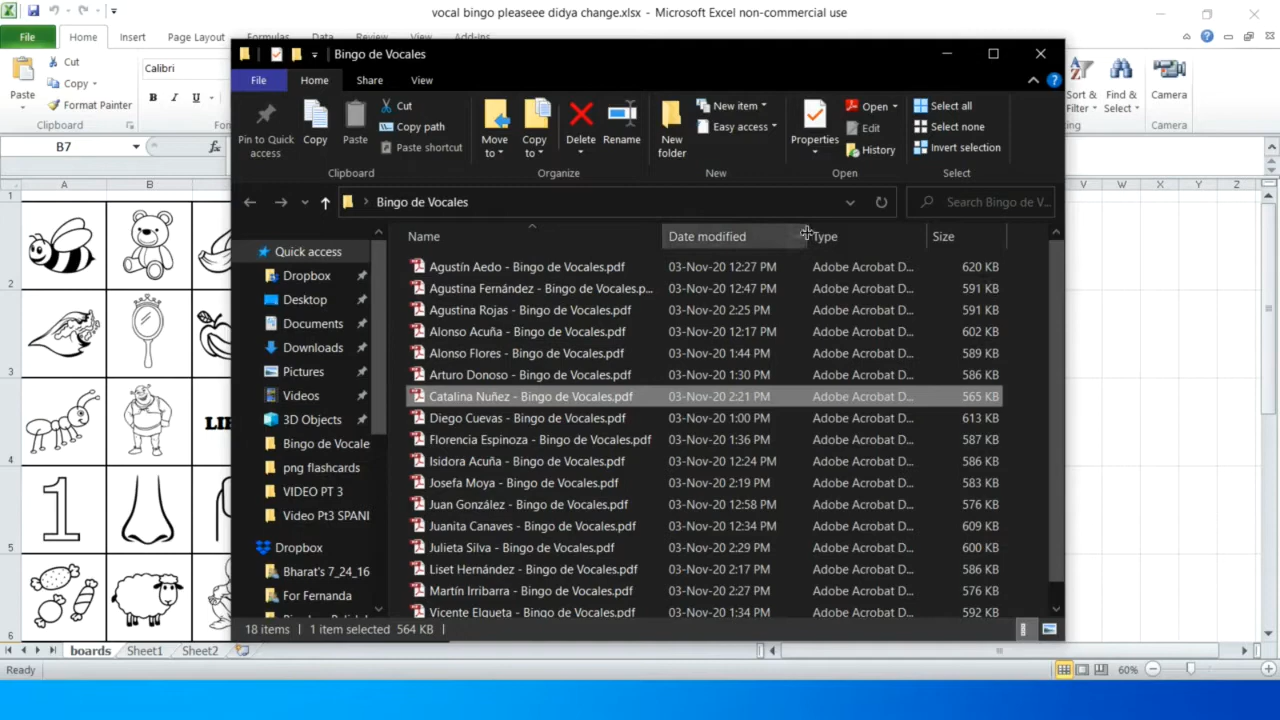 vocal bingo pleaseee didya change.xlsx - Microsoft Excel non-commercial use
File Home Insert Page Layout Formulas Data Review View Add-Ins
Paste
Cut
Copy
Format Painter
Clipboard
Calibri
B I U
Sort & Filter
Find & Select
Camera
Camera
B7 fx
A B V W X Y Z
1
2
3
4
5
6
1
Bingo de Vocales
File Home Share View
Pin to Quick access
Copy
Paste
Cut
Copy path
Paste shortcut
Clipboard
Move to
Copy to
Delete
Rename
Organize
New folder
New item
Easy access
New
Properties
Open
Edit
History
Open
Select all
Select none
Invert selection
Select
Bingo de Vocales
Search Bingo de V...
Name Date modified Type Size
Quick access
Dropbox
Desktop
Documents
Downloads
Pictures
Videos
3D Objects
Bingo de Vocale
png flashcards
VIDEO PT 3
Video Pt3 SPANI
Dropbox
Bharat's 7_24_16
For Fernanda
Agustín Aedo - Bingo de Vocales.pdf 03-Nov-20 12:27 PM Adobe Acrobat D... 620 KB
Agustina Fernández - Bingo de Vocales.p... 03-Nov-20 12:47 PM Adobe Acrobat D... 591 KB
Agustina Rojas - Bingo de Vocales.pdf 03-Nov-20 2:25 PM Adobe Acrobat D... 591 KB
Alonso Acuña - Bingo de Vocales.pdf 03-Nov-20 12:17 PM Adobe Acrobat D... 602 KB
Alonso Flores - Bingo de Vocales.pdf 03-Nov-20 1:44 PM Adobe Acrobat D... 589 KB
Arturo Donoso - Bingo de Vocales.pdf 03-Nov-20 1:30 PM Adobe Acrobat D... 586 KB
Catalina Nuñez - Bingo de Vocales.pdf 03-Nov-20 2:21 PM Adobe Acrobat D... 565 KB
Diego Cuevas - Bingo de Vocales.pdf 03-Nov-20 1:00 PM Adobe Acrobat D... 613 KB
Florencia Espinoza - Bingo de Vocales.pdf 03-Nov-20 1:36 PM Adobe Acrobat D... 587 KB
Isidora Acuña - Bingo de Vocales.pdf 03-Nov-20 12:24 PM Adobe Acrobat D... 586 KB
Josefa Moya - Bingo de Vocales.pdf 03-Nov-20 2:19 PM Adobe Acrobat D... 583 KB
Juan González - Bingo de Vocales.pdf 03-Nov-20 12:58 PM Adobe Acrobat D... 576 KB
Juanita Canaves - Bingo de Vocales.pdf 03-Nov-20 12:34 PM Adobe Acrobat D... 609 KB
Julieta Silva - Bingo de Vocales.pdf 03-Nov-20 2:29 PM Adobe Acrobat D... 600 KB
Liset Hernández - Bingo de Vocales.pdf 03-Nov-20 2:17 PM Adobe Acrobat D... 586 KB
Martín Irribarra - Bingo de Vocales.pdf 03-Nov-20 2:27 PM Adobe Acrobat D... 576 KB
Vicente Elgueta - Bingo de Vocales.pdf 03-Nov-20 1:34 PM Adobe Acrobat D... 592 KB
18 items 1 item selected 564 KB
boards Sheet1 Sheet2
Ready 60%